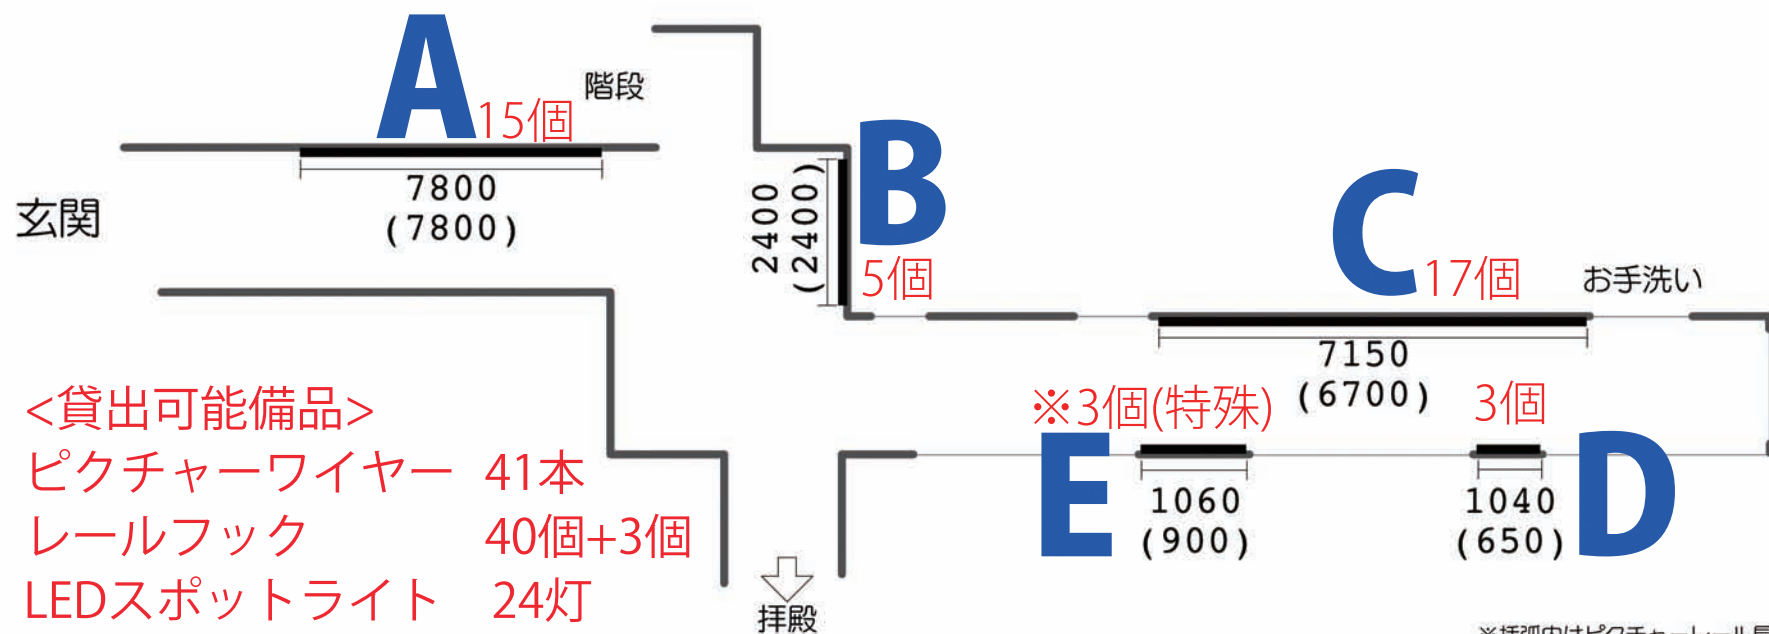 A 15個
階段
7800
(7800)
玄関
2400
(2400)
B
5個
C 17個
お手洗い
7150
(6700)
※3個(特殊)
3個
E
1060
(900)
1040
(650)
D
<貸出可能備品>
ピクチャーワイヤー 41本
レールフック 40個+3個
LEDスポットライト 24灯
拝殿